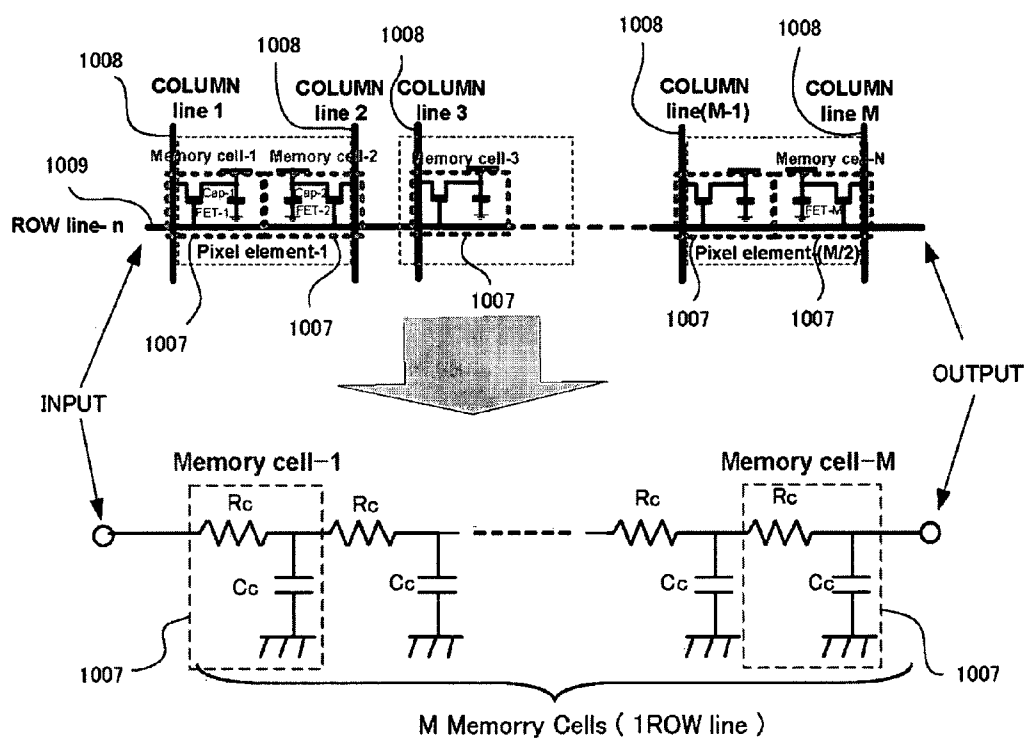 1008
1008
1008
1008
1008
1008
COLUMN line 1
COLUMN line 2
COLUMN line 3
COLUMN line(M-1)
COLUMN line M
1009
Memory cell-1
Memory cell-2
Memory cell-3
Memory cell-N
Cap-1
FET-1
Cap-2
FET-2
FET-M
ROW line- n
Pixel element-1
Pixel element-(M/2)
1007
1007
1007
1007
1007
INPUT
OUTPUT
Memory cell-1
Memory cell-M
Rc
Rc
Rc
Rc
Cc
Cc
Cc
Cc
1007
1007
M Memorry Cells ( 1ROW line )